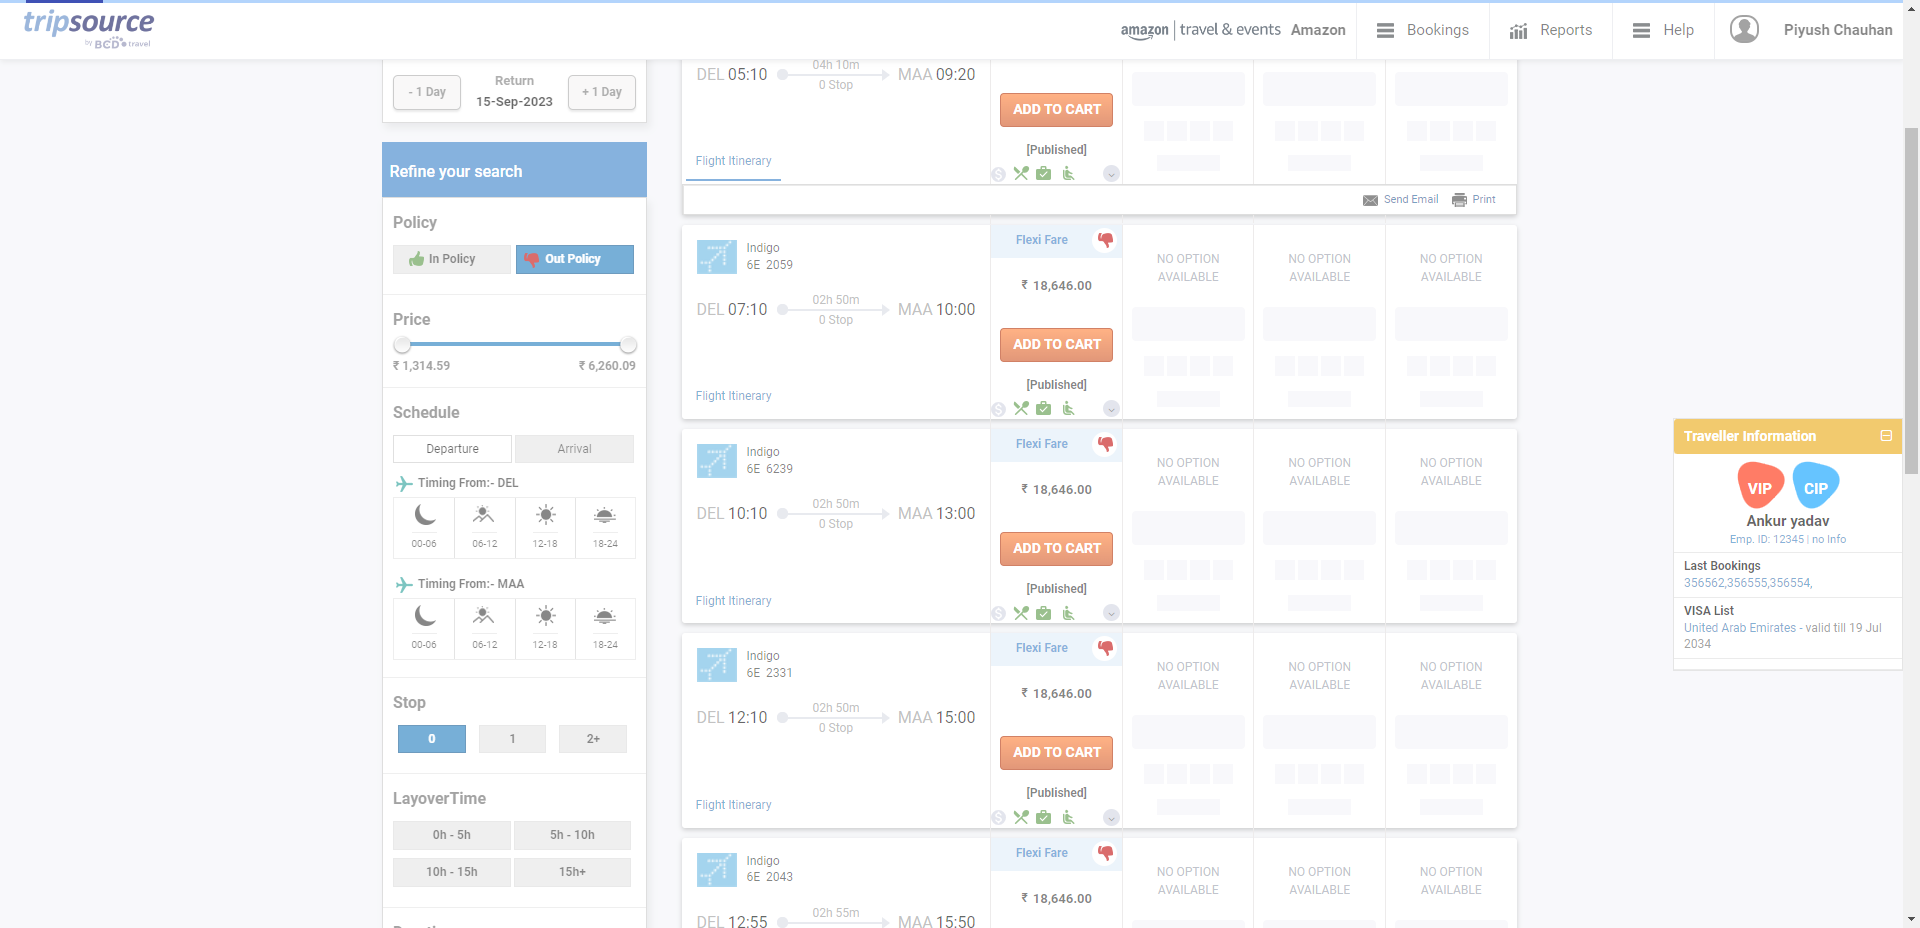 tripsource
by BCD travel
amazon | travel & events Amazon
Bookings
Reports
Help
Piyush Chauhan
- 1 Day
Return
15-Sep-2023
+ 1 Day
Refine your search
Policy
In Policy
Out Policy
Price
₹ 1,314.59
₹ 6,260.09
Schedule
Departure
Arrival
Timing From:- DEL
00-06
06-12
12-18
18-24
Timing From:- MAA
00-06
06-12
12-18
18-24
Stop
0
1
2+
LayoverTime
0h - 5h
5h - 10h
10h - 15h
15h+
DEL 05:10
04h 10m
0 Stop
MAA 09:20
ADD TO CART
[Published]
Flight Itinerary
Send Email
Print
Indigo
6E 2059
DEL 07:10
02h 50m
0 Stop
MAA 10:00
Flight Itinerary
Flexi Fare
₹ 18,646.00
ADD TO CART
[Published]
NO OPTION
AVAILABLE
NO OPTION
AVAILABLE
NO OPTION
AVAILABLE
Indigo
6E 6239
DEL 10:10
02h 50m
0 Stop
MAA 13:00
Flight Itinerary
Flexi Fare
₹ 18,646.00
ADD TO CART
[Published]
NO OPTION
AVAILABLE
NO OPTION
AVAILABLE
NO OPTION
AVAILABLE
Indigo
6E 2331
DEL 12:10
02h 50m
0 Stop
MAA 15:00
Flight Itinerary
Flexi Fare
₹ 18,646.00
ADD TO CART
[Published]
NO OPTION
AVAILABLE
NO OPTION
AVAILABLE
NO OPTION
AVAILABLE
Indigo
6E 2043
DEL 12:55
02h 55m
MAA 15:50
Flexi Fare
₹ 18,646.00
NO OPTION
AVAILABLE
NO OPTION
AVAILABLE
NO OPTION
AVAILABLE
Traveller Information
VIP
CIP
Ankur yadav
Emp. ID: 12345 | no Info
Last Bookings
356562,356555,356554,
VISA List
United Arab Emirates - valid till 19 Jul
2034